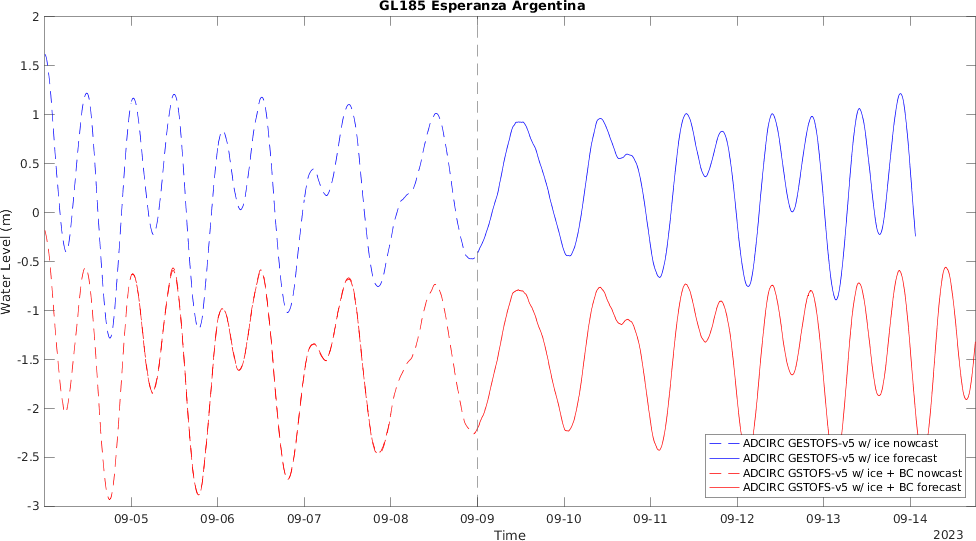 GL185 Esperanza Argentina
2
1.5
1
0.5
0
-0.5
-1
-1.5
-2
-2.5
-3
Water Level (m)
ADCIRC GESTOFS-v5 w/ ice nowcast
ADCIRC GESTOFS-v5 w/ ice forecast
ADCIRC GSTOFS-v5 w/ ice + BC nowcast
ADCIRC GSTOFS-v5 w/ ice + BC forecast
09-05 09-06 09-07 09-08 09-09 09-10 09-11 09-12 09-13 09-14
Time
2023